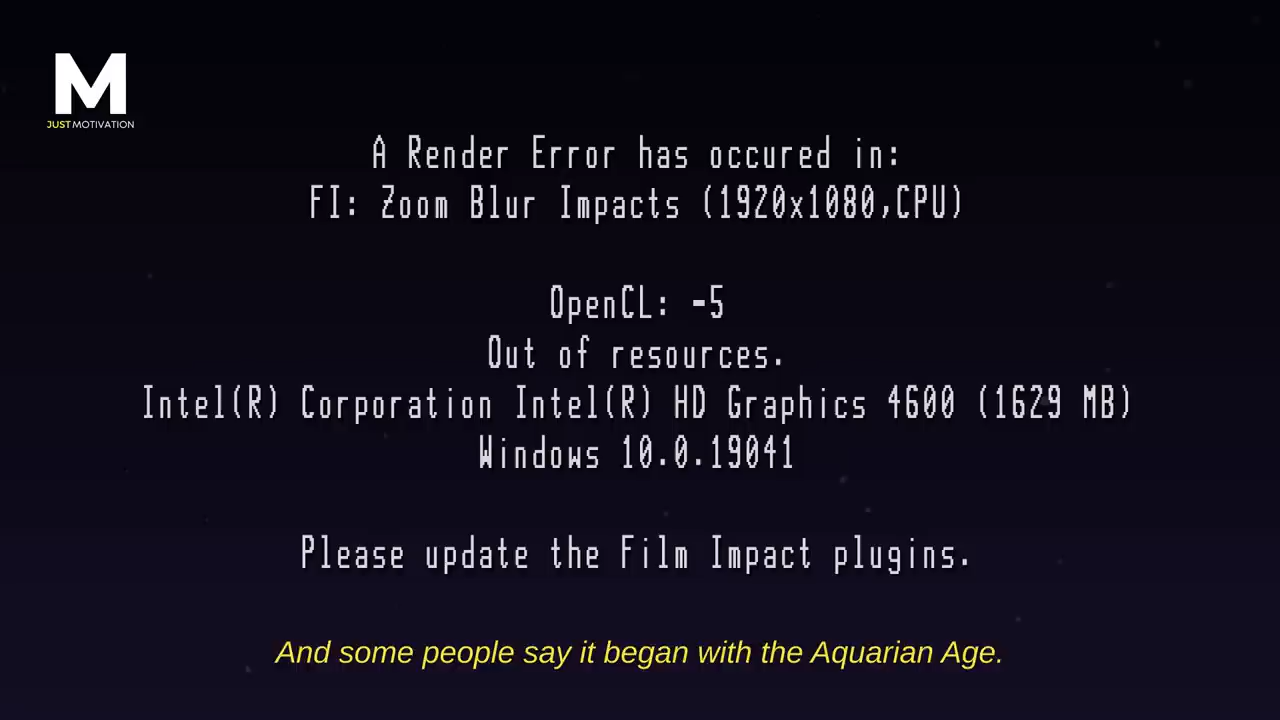 M
JUST MOTIVATION
A Render Error has occured in:
FI: Zoom Blur Impacts (1920x1080,CPU)
OpenCL: -5
Out of resources.
Intel(R) Corporation Intel(R) HD Graphics 4600 (1629 MB)
Windows 10.0.19041
Please update the Film Impact plugins.
And some people say it began with the Aquarian Age.